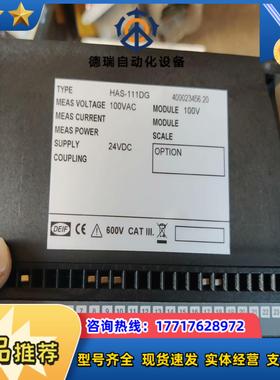 德瑞自动化设备
TYPE HAS-111DG 400023456.20
MEAS VOLTAGE 100VAC MODULE 100V
MEAS CURRENT MODULE
MEAS POWER SCALE
SUPPLY 24VDC OPTION
COUPLING
DEIF CE 600V CAT III.
咨询热线：17717628972
品推荐 型号齐全 现货速发 实体经营